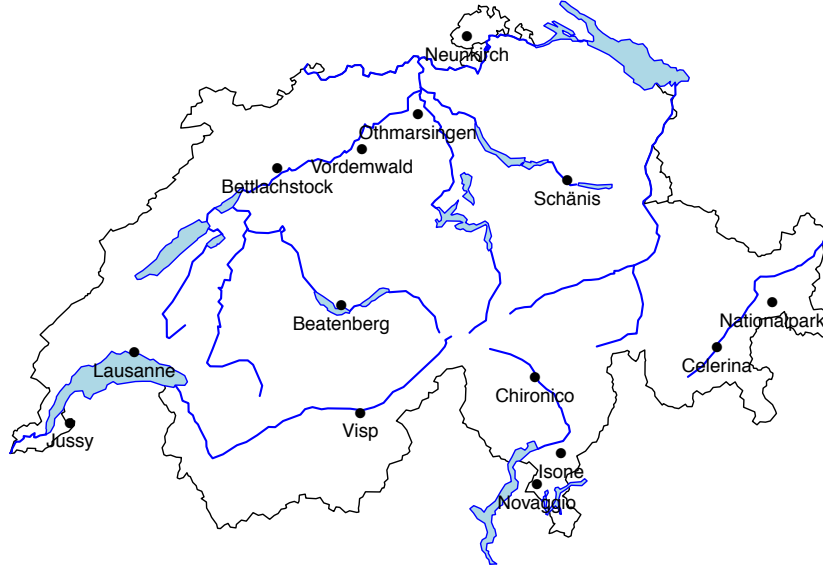 Neunkirch
Othmarsingen
Vordemwald
Bettlachstock
Schänis
Beatenberg
Nationalpark
Lausanne
Celerina
Chironico
Visp
Jussy
Isone
Novaggio